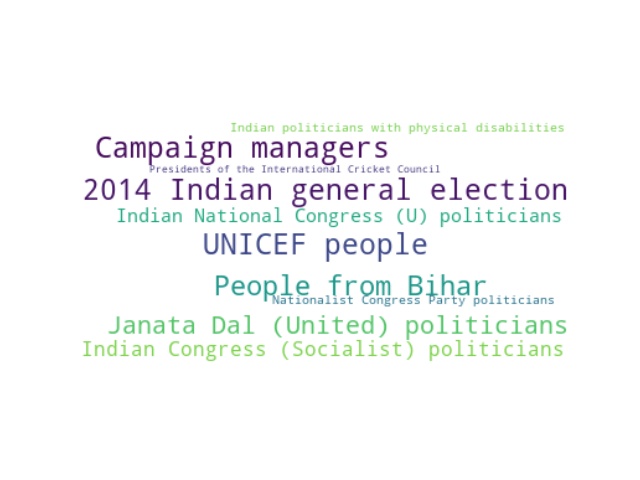 Indian politicians with physical disabilities
Campaign managers
Presidents of the International Cricket Council
2014 Indian general election
Indian National Congress (U) politicians
UNICEF people
People from Bihar
Nationalist Congress Party politicians
Janata Dal (United) politicians
Indian Congress (Socialist) politicians